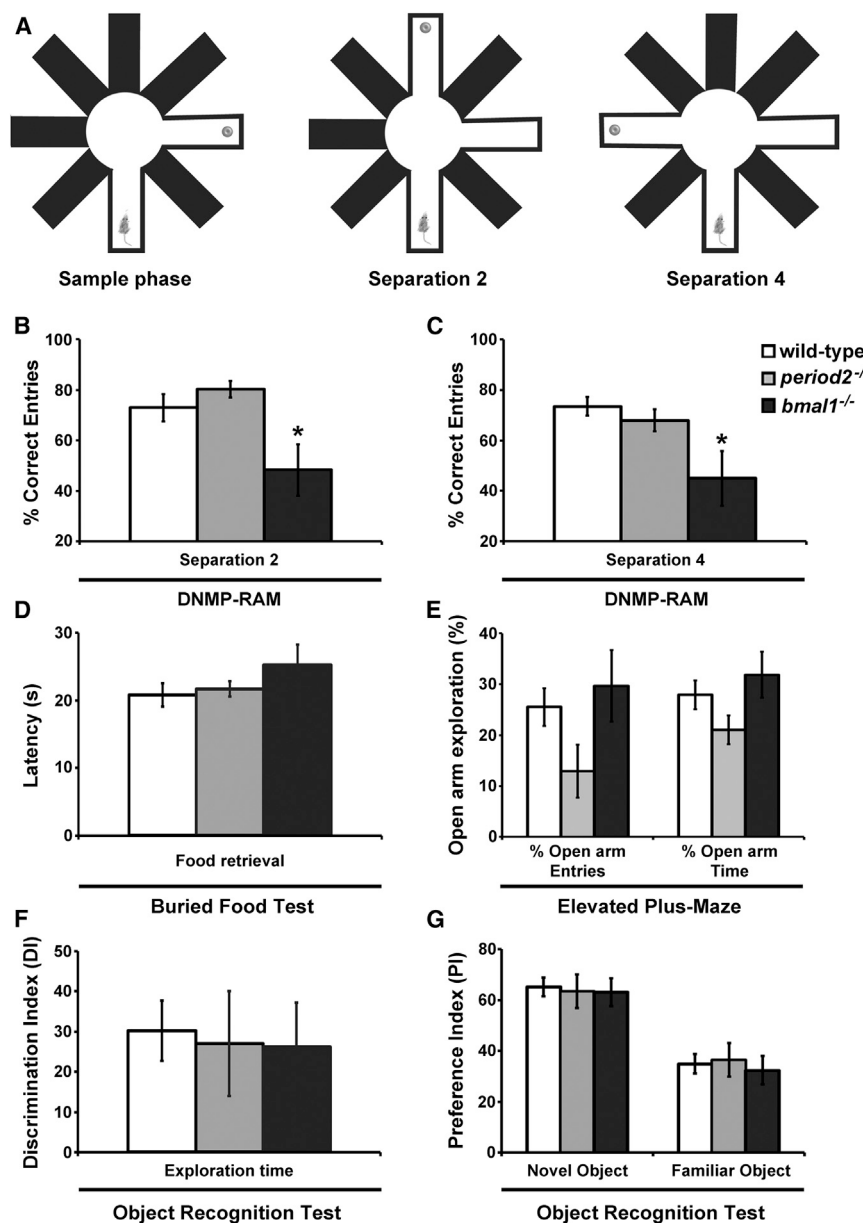 A
Sample phase
Separation 2
Separation 4
B
% Correct Entries
100
80
60
40
20
*
Separation 2
DNMP-RAM
C
% Correct Entries
100
80
60
40
20
*
Separation 4
DNMP-RAM
wild-type
period2-/
bmal1-/-
D
Latency (s)
30
20
10
0
Food retrieval
Buried Food Test
E
Open arm exploration (%)
40
30
20
10
0
% Open arm
Entries
% Open arm
Time
Elevated Plus-Maze
F
Discrimination Index (DI)
50
40
30
20
10
0
Exploration time
Object Recognition Test
G
Preference Index (PI)
80
60
40
20
0
Novel Object
Familiar Object
Object Recognition Test